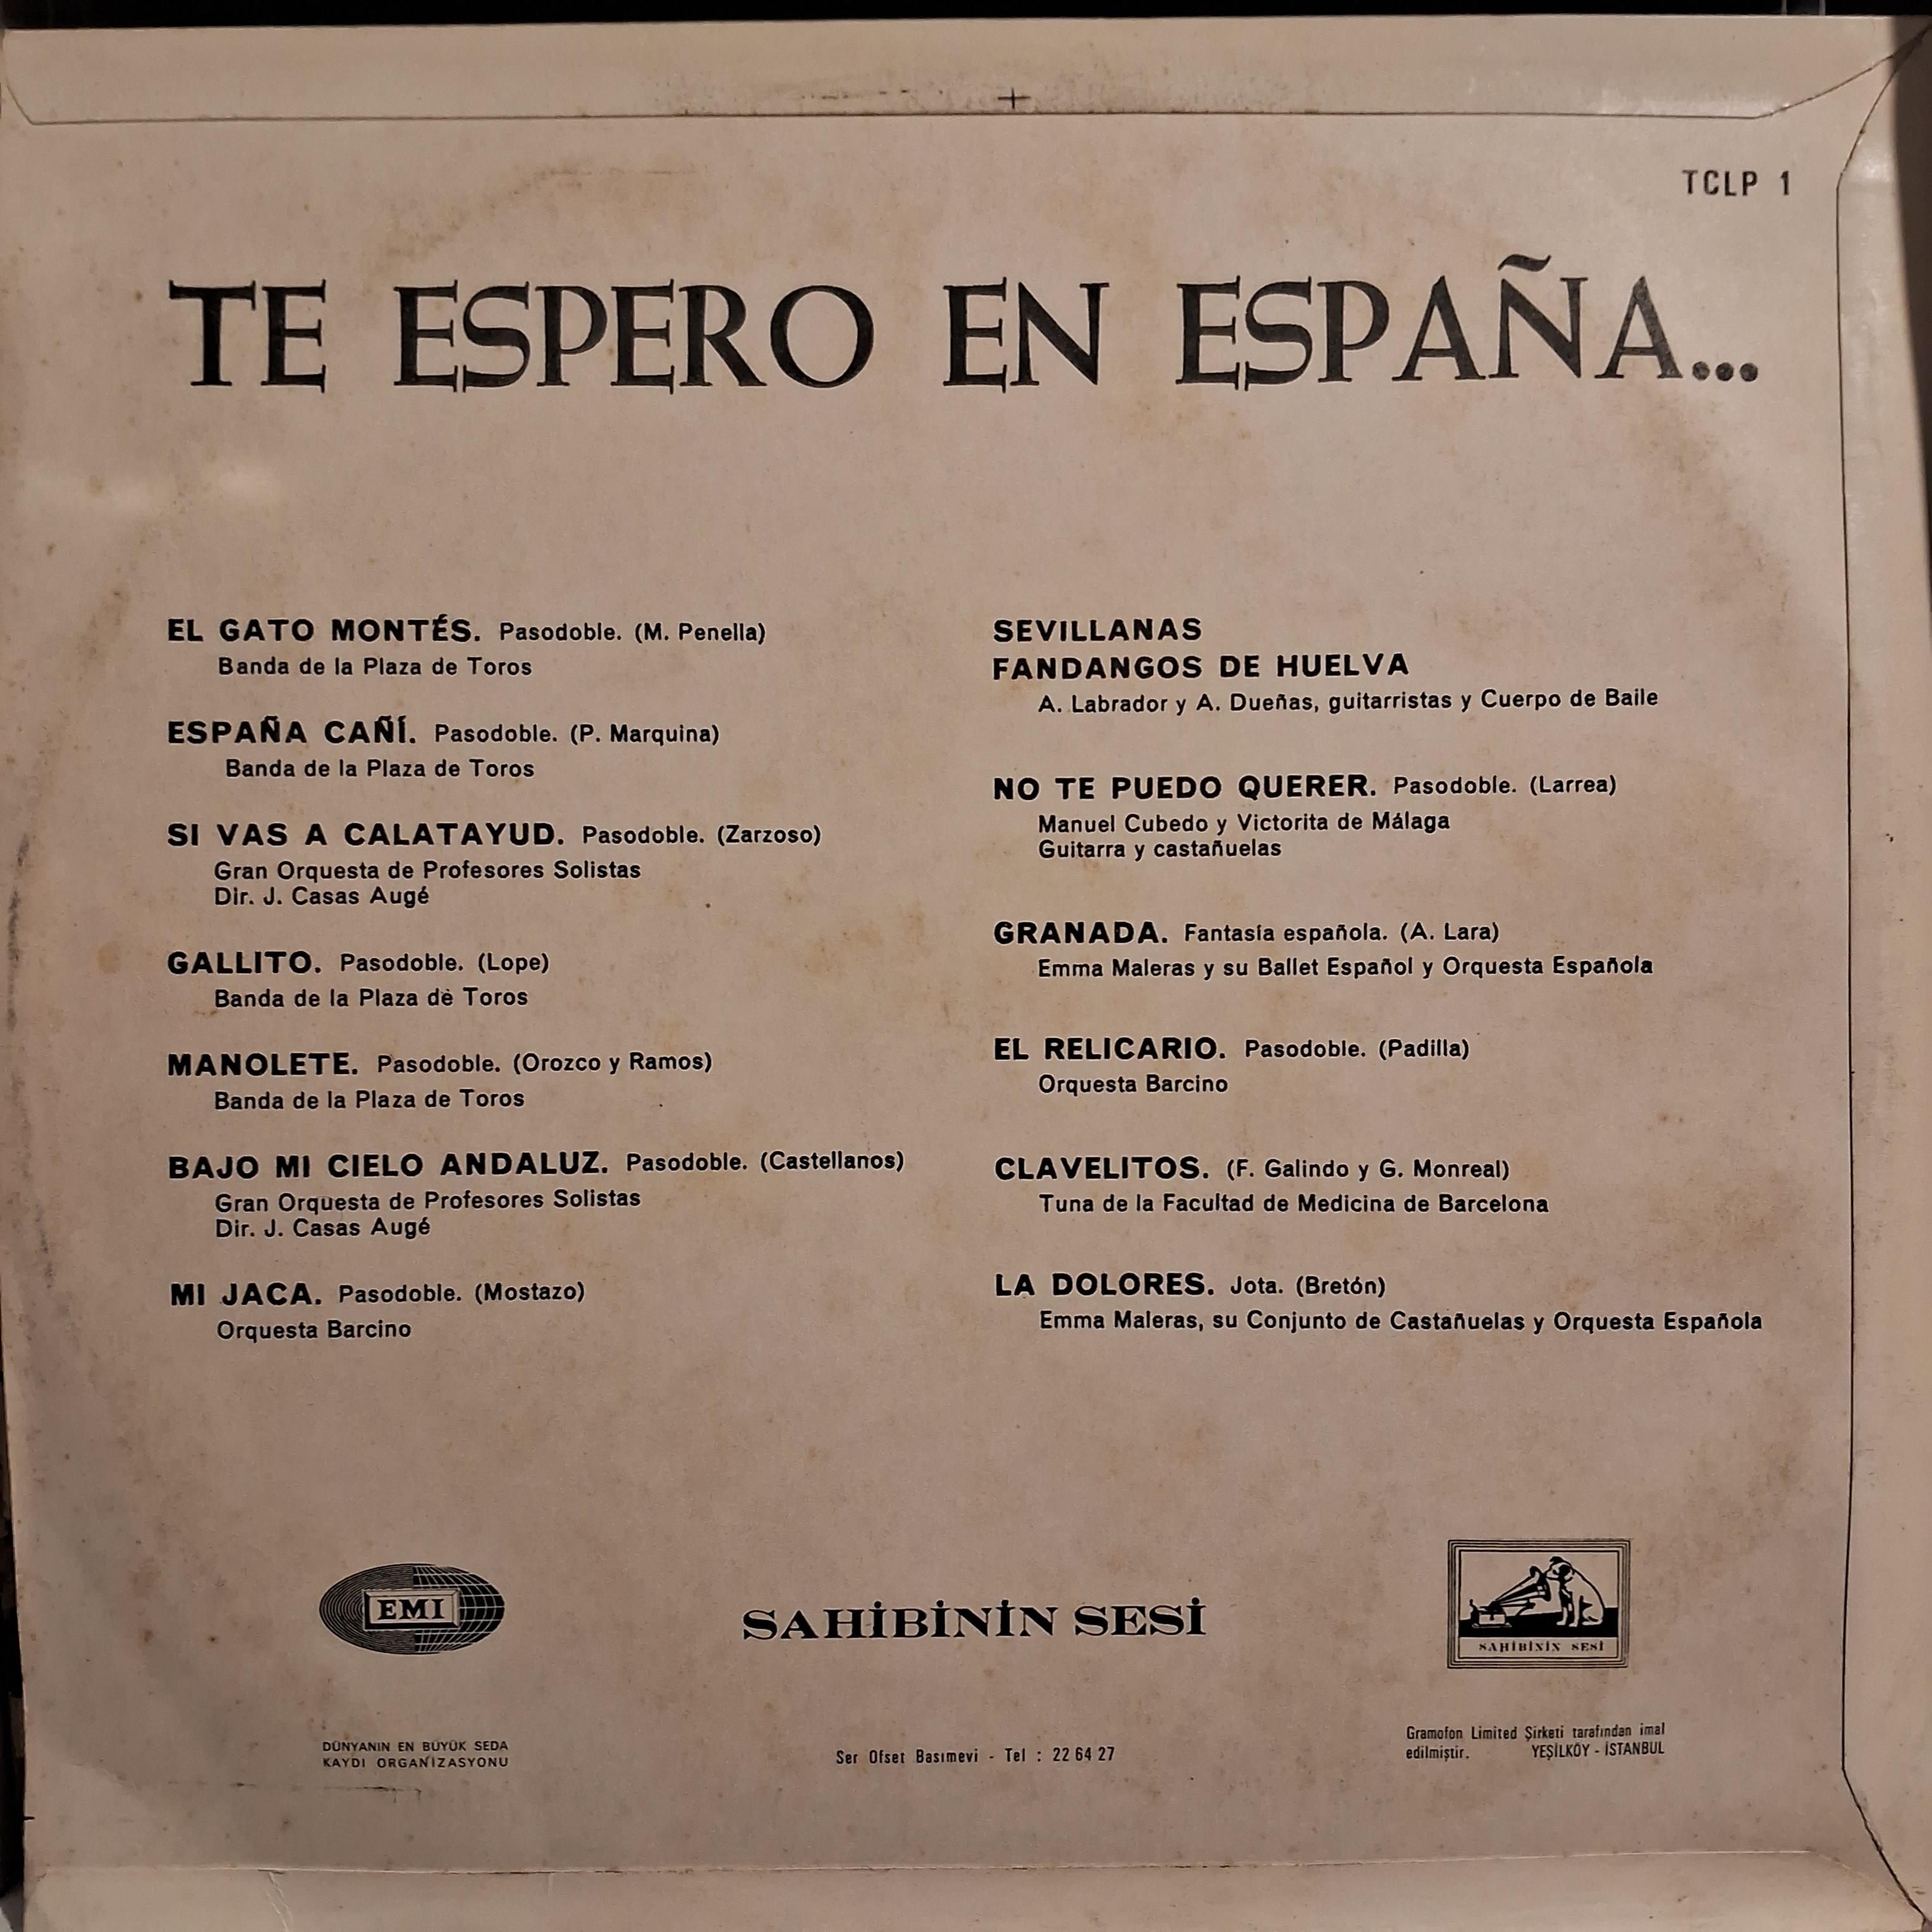 TCLP 1
TE ESPERO EN ESPAÑA...
EL GATO MONTÉS. Pasodoble. (M. Penella)
Banda de la Plaza de Toros
ESPAÑA CAÑÍ. Pasodoble. (P. Marquina)
Banda de la Plaza de Toros
SI VAS A CALATAYUD. Pasodoble. (Zarzoso)
Gran Orquesta de Profesores Solistas
Dir. J. Casas Augé
GALLITO. Pasodoble. (Lope)
Banda de la Plaza de Toros
MANOLETE. Pasodoble. (Orozco y Ramos)
Banda de la Plaza de Toros
BAJO MI CIELO ANDALUZ. Pasodoble. (Castellanos)
Gran Orquesta de Profesores Solistas
Dir. J. Casas Augé
MI JACA. Pasodoble. (Mostazo)
Orquesta Barcino
SEVILLANAS
FANDANGOS DE HUELVA
A. Labrador y A. Dueñas, guitarristas y Cuerpo de Baile
NO TE PUEDO QUERER. Pasodoble. (Larrea)
Manuel Cubedo y Victorita de Málaga
Guitarra y castañuelas
GRANADA. Fantasía española. (A. Lara)
Emma Maleras y su Ballet Español y Orquesta Española
EL RELICARIO. Pasodoble. (Padilla)
Orquesta Barcino
CLAVELITOS. (F. Galindo y G. Monreal)
Tuna de la Facultad de Medicina de Barcelona
LA DOLORES. Jota. (Bretón)
Emma Maleras, su Conjunto de Castañuelas y Orquesta Española
EMI
DÜNYANIN EN BÜYÜK SEDA
KAYDI ORGANİZASYONU
SAHİBİNİN SESİ
Ser Ofset Basımevi - Tel : 22 64 27
SAHİBİNİN SESİ
Gramofon Limited Şirketi tarafından imal
edilmiştir. YEŞİLKÖY - İSTANBUL